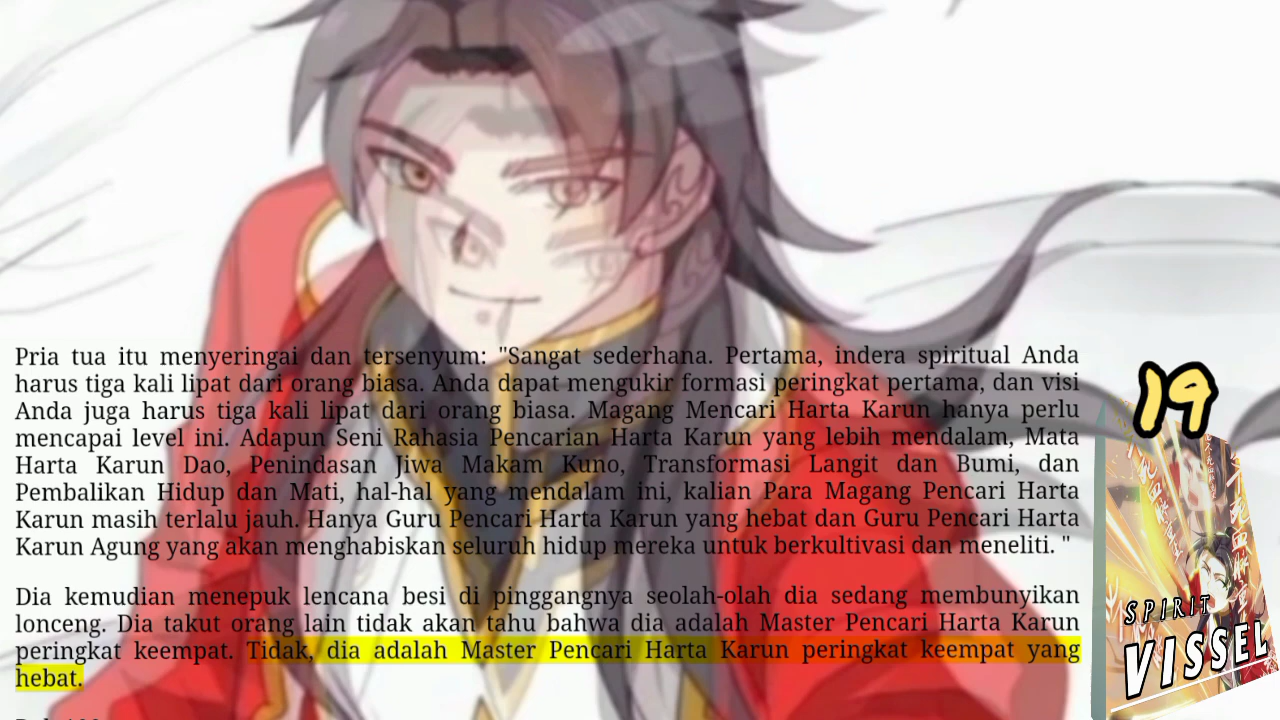 Pria tua itu menyeringai dan tersenyum: "Sangat sederhana. Pertama, indera spiritual Anda
harus tiga kali lipat dari orang biasa. Anda dapat mengukir formasi peringkat pertama, dan visi
Anda juga harus tiga kali lipat dari orang biasa. Magang Mencari Harta Karun hanya perlu
mencapai level ini. Adapun Seni Rahasia Pencarian Harta Karun yang lebih mendalam, Mata
Harta Karun Dao, Penindasan Jiwa Makam Kuno, Transformasi Langit dan Bumi, dan
Pembalikan Hidup dan Mati, hal-hal yang mendalam ini, kalian Para Magang Pencari Harta
Karun masih terlalu jauh. Hanya Guru Pencari Harta Karun yang hebat dan Guru Pencari Harta
Karun Agung yang akan menghabiskan seluruh hidup mereka untuk berkultivasi dan meneliti. "
Dia kemudian menepuk lencana besi di pinggangnya seolah-olah dia sedang membunyikan
lonceng. Dia takut orang lain tidak akan tahu bahwa dia adalah Master Pencari Harta Karun
peringkat keempat. Tidak, dia adalah Master Pencari Harta Karun peringkat keempat yang
hebat.
19
SPIRIT
VISSEL